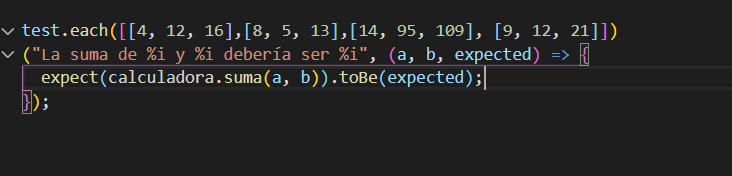 test.each([[4, 12, 16],[8, 5, 13],[14, 95, 109], [9, 12, 21]])
("La suma de %i y %i debería ser %i", (a, b, expected) => {
  expect(calculadora.suma(a, b)).toBe(expected);
});